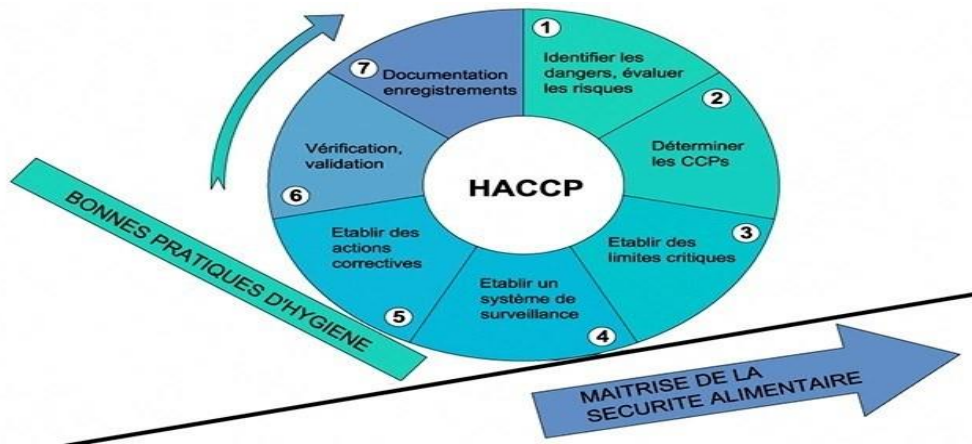 1
Identifier les
dangers, évaluer
les risques
2
Déterminer
les CCPs
3
Etablir des
limites critiques
4
Etablir un
système de
surveillance
5
Etablir des
actions
correctives
6
Vérification,
validation
7
Documentation
enregistrements
HACCP
BONNES PRATIQUES D'HYGIENE
MAITRISE DE LA
SECURITE ALIMENTAIRE